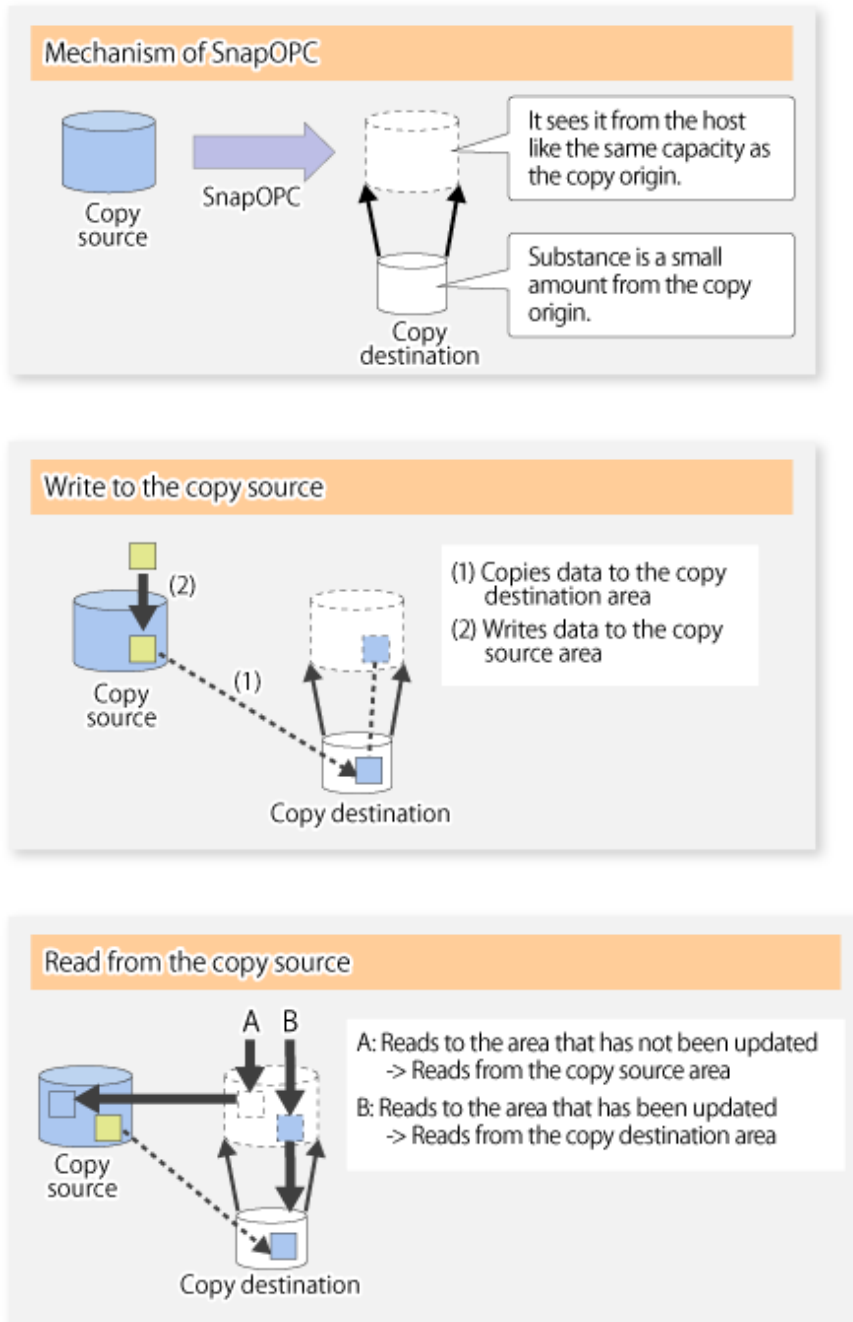 Mechanism of SnapOPC
It sees it from the host
like the same capacity as
the copy origin.
SnapOPC
Copy
source
Substance is a small
amount from the copy
origin.
Copy
destination
Write to the copy source
(1) Copies data to the copy
destination area
(2) Writes data to the copy
source area
(2)
(1)
Copy
source
Copy destination
Read from the copy source
A B
A: Reads to the area that has not been updated
-> Reads from the copy source area
B: Reads to the area that has been updated
-> Reads from the copy destination area
Copy
source
Copy destination